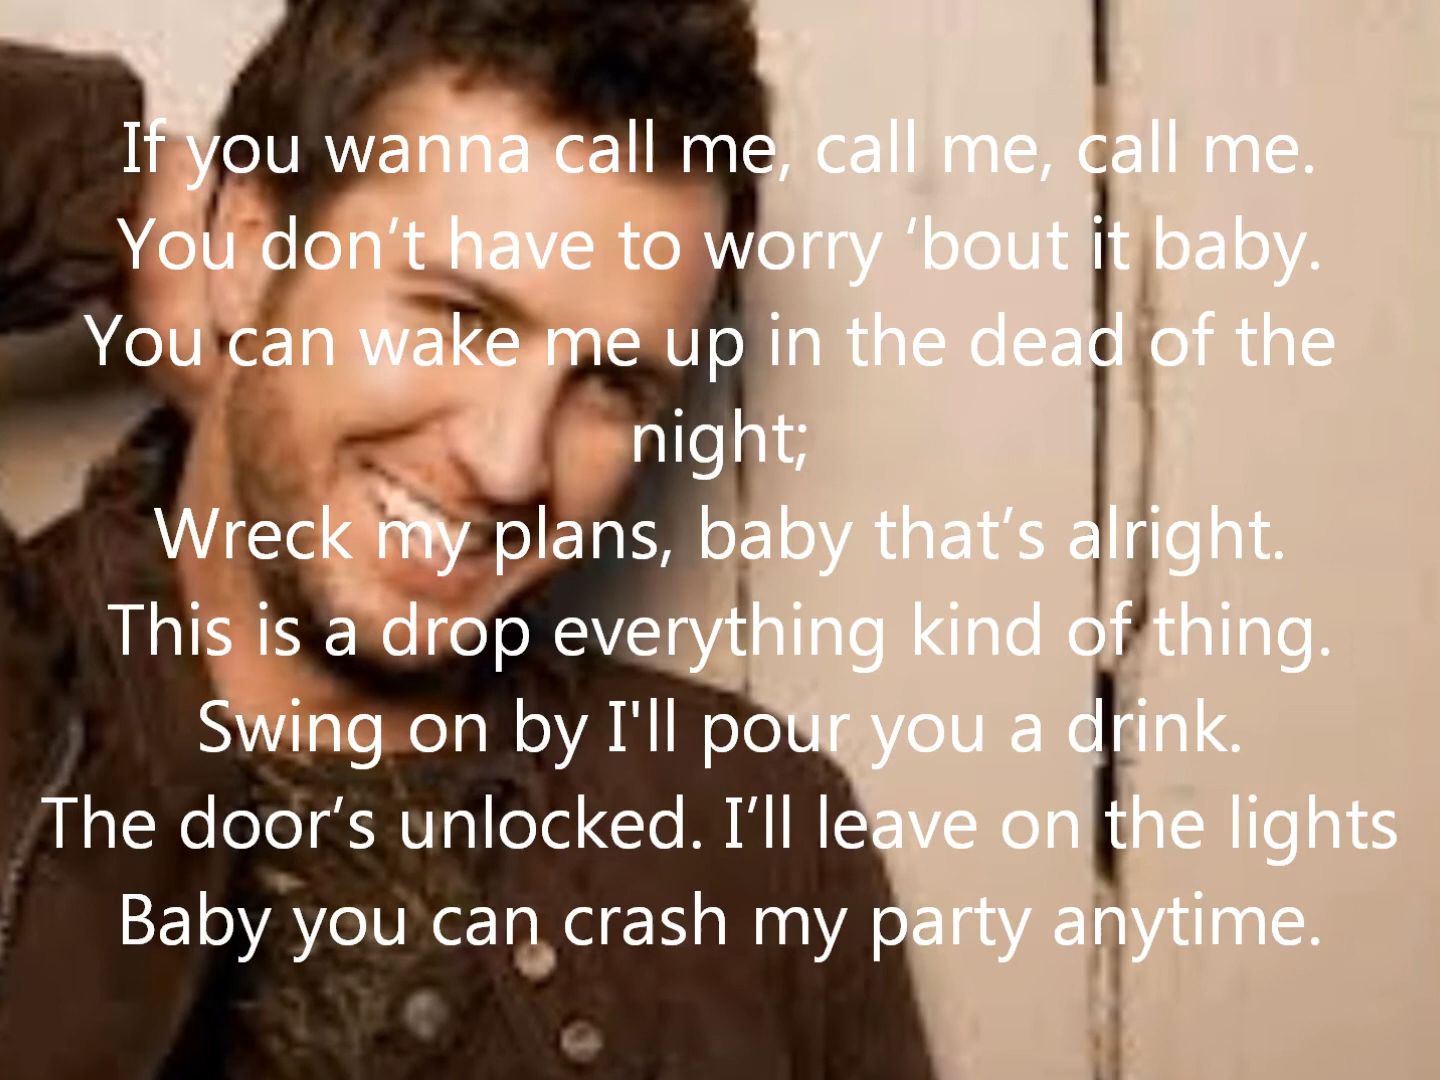 If you wanna call me, call me, call me.
You don’t have to worry ‘bout it baby.
You can wake me up in the dead of the
night;
Wreck my plans, baby that’s alright.
This is a drop everything kind of thing.
Swing on by I'll pour you a drink.
The door’s unlocked. I’ll leave on the lights
Baby you can crash my party anytime.